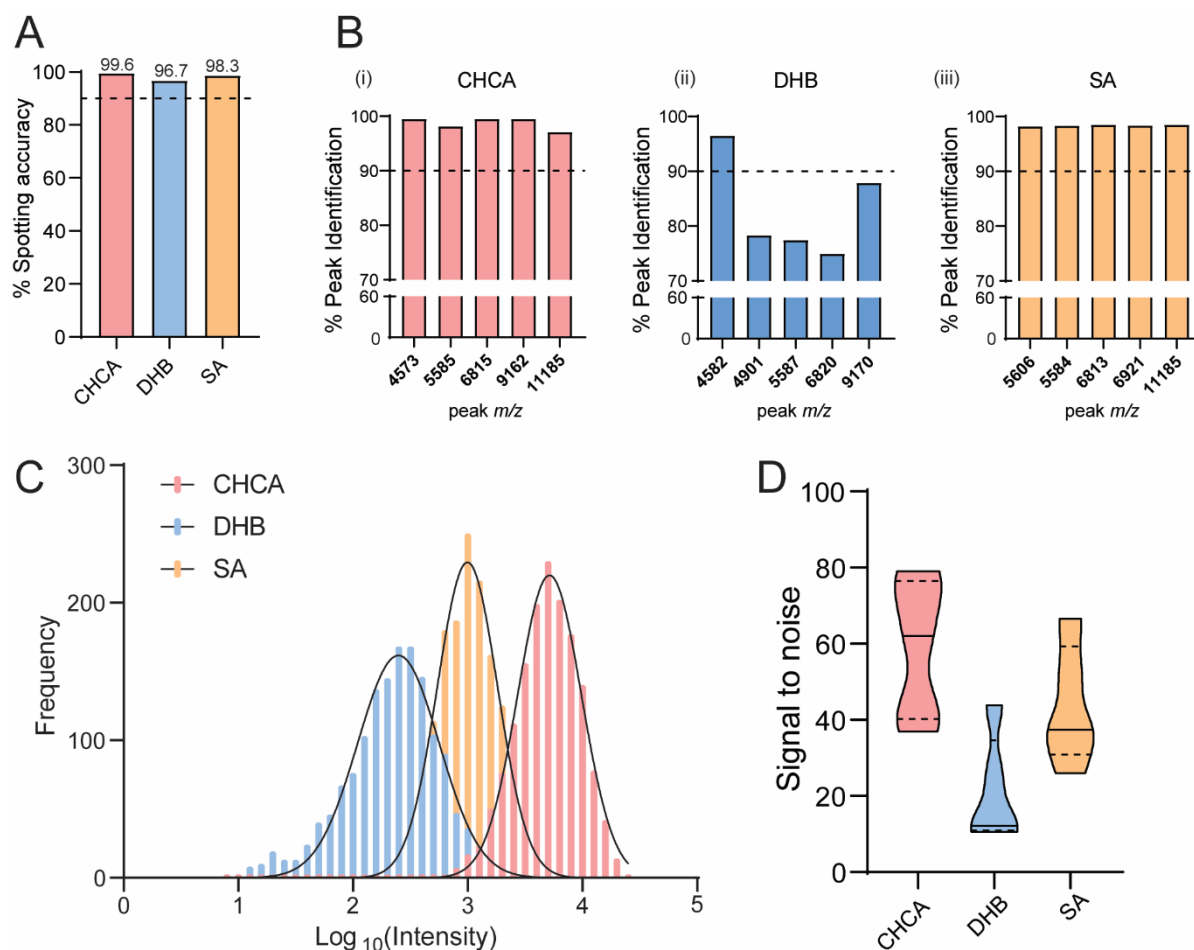 A
% Spotting accuracy
100
80
60
40
20
0
99.6
96.7
98.3
CHCA
DHB
SA
B
(i)
CHCA
% Peak Identification
100
90
80
70
60
0
4573
5585
6815
9162
11185
peak m/z
(ii)
DHB
% Peak Identification
100
90
80
70
60
0
4582
4901
5587
6820
9170
peak m/z
(iii)
SA
% Peak Identification
100
90
80
70
60
0
5606
5584
6813
6921
11185
peak m/z
C
CHCA
DHB
SA
Frequency
300
200
100
0
0
1
2
3
4
5
Log10(Intensity)
D
Signal to noise
100
80
60
40
20
0
CHCA
DHB
SA